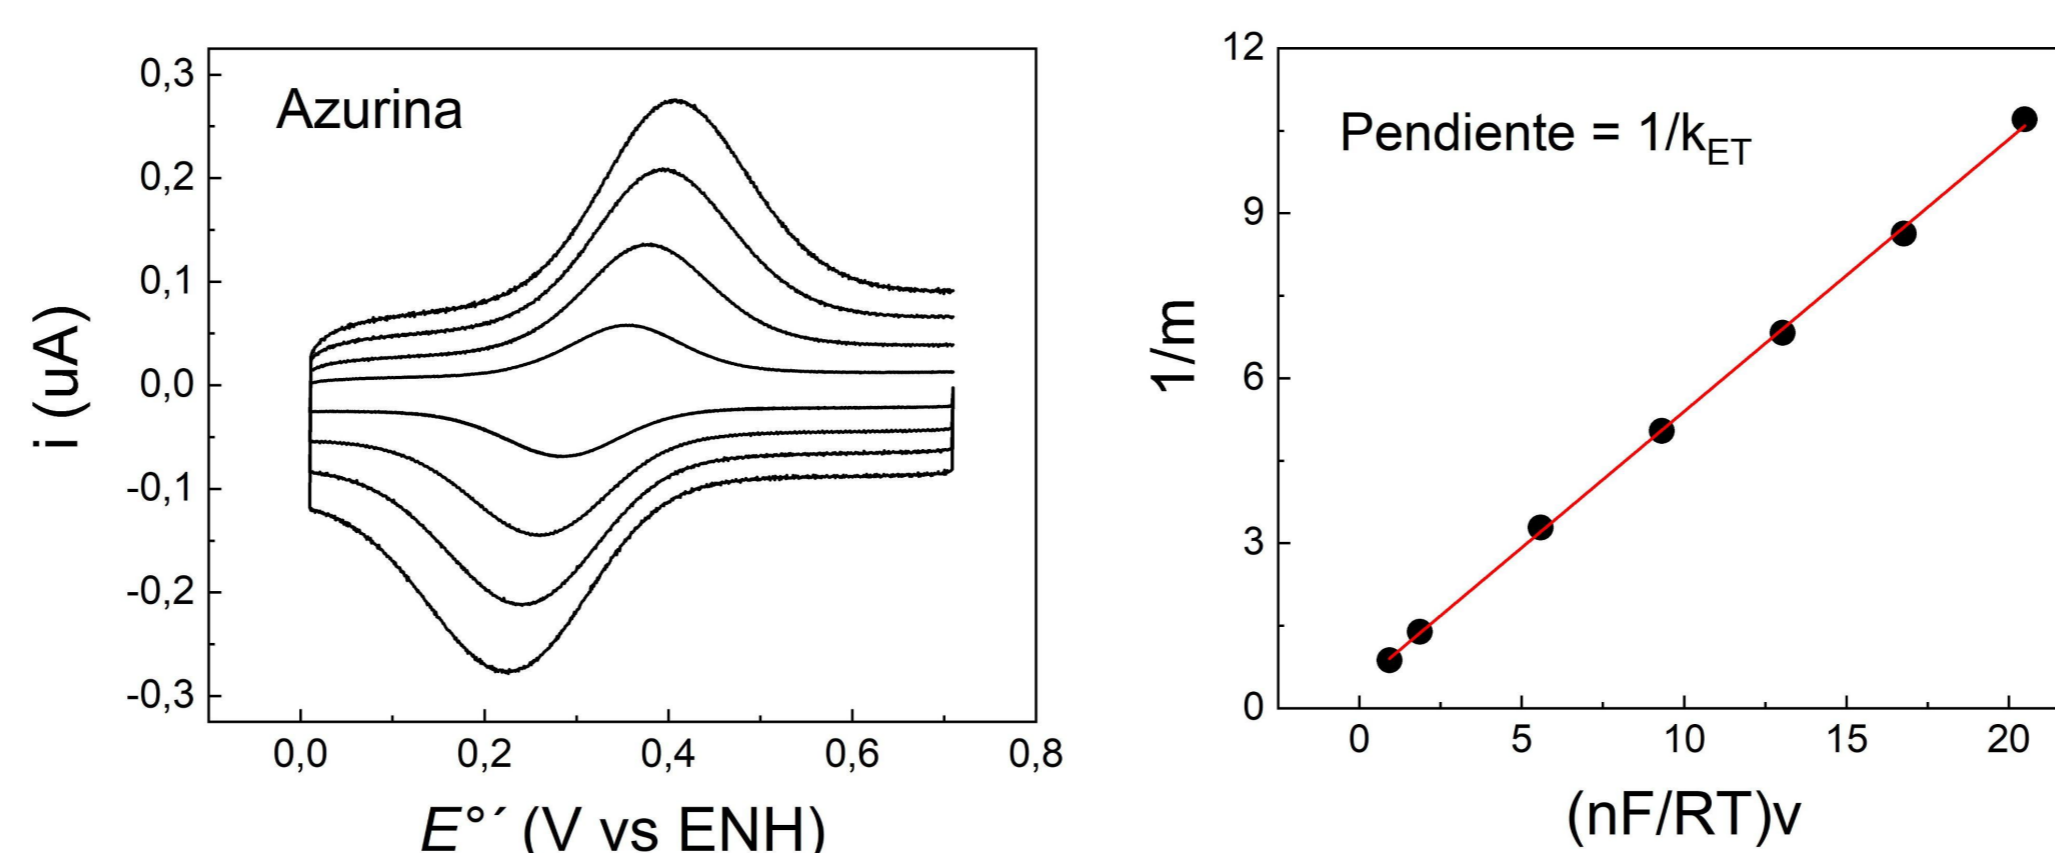 Azurina
0,3
0,2
0,1
0,0
-0,1
-0,2
-0,3
i (uA)
0,0 0,2 0,4 0,6 0,8
E°´ (V vs ENH)
Pendiente = 1/kET
12
9
6
3
0
1/m
0 5 10 15 20
(nF/RT)v